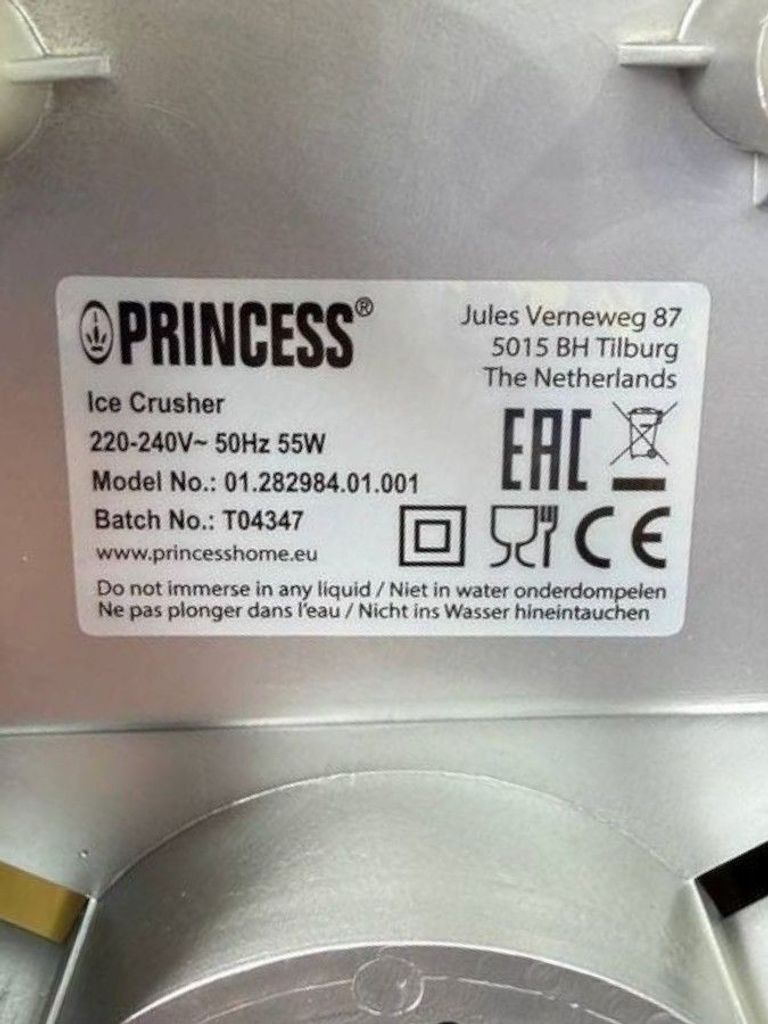 PRINCESS®
Jules Verneweg 87
5015 BH Tilburg
The Netherlands
Ice Crusher
220-240V~ 50Hz 55W
Model No.: 01.282984.01.001
Batch No.: T04347
www.princesshome.eu
EAC
CE
Do not immerse in any liquid / Niet in water onderdompelen
Ne pas plonger dans l'eau / Nicht ins Wasser hineintauchen